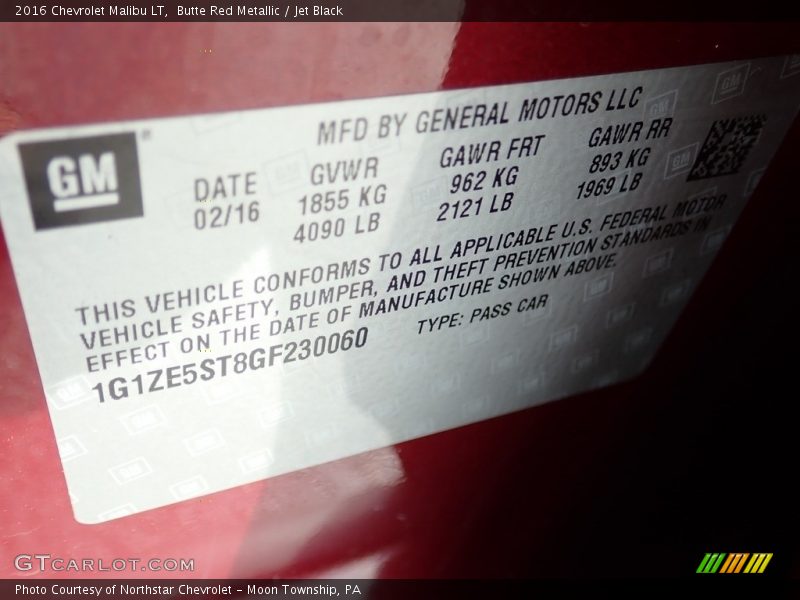 2016 Chevrolet Malibu LT, Butte Red Metallic / Jet Black
GM
MFD BY GENERAL MOTORS LLC
DATE GVWR GAWR FRT GAWR RR
02/16 1855 KG 962 KG 893 KG
4090 LB 2121 LB 1969 LB
THIS VEHICLE CONFORMS TO ALL APPLICABLE U.S. FEDERAL MOTOR
VEHICLE SAFETY, BUMPER, AND THEFT PREVENTION STANDARDS IN
EFFECT ON THE DATE OF MANUFACTURE SHOWN ABOVE.
1G1ZE5ST8GF230060 TYPE: PASS CAR
GTCARLOT.COM
Photo Courtesy of Northstar Chevrolet - Moon Township, PA